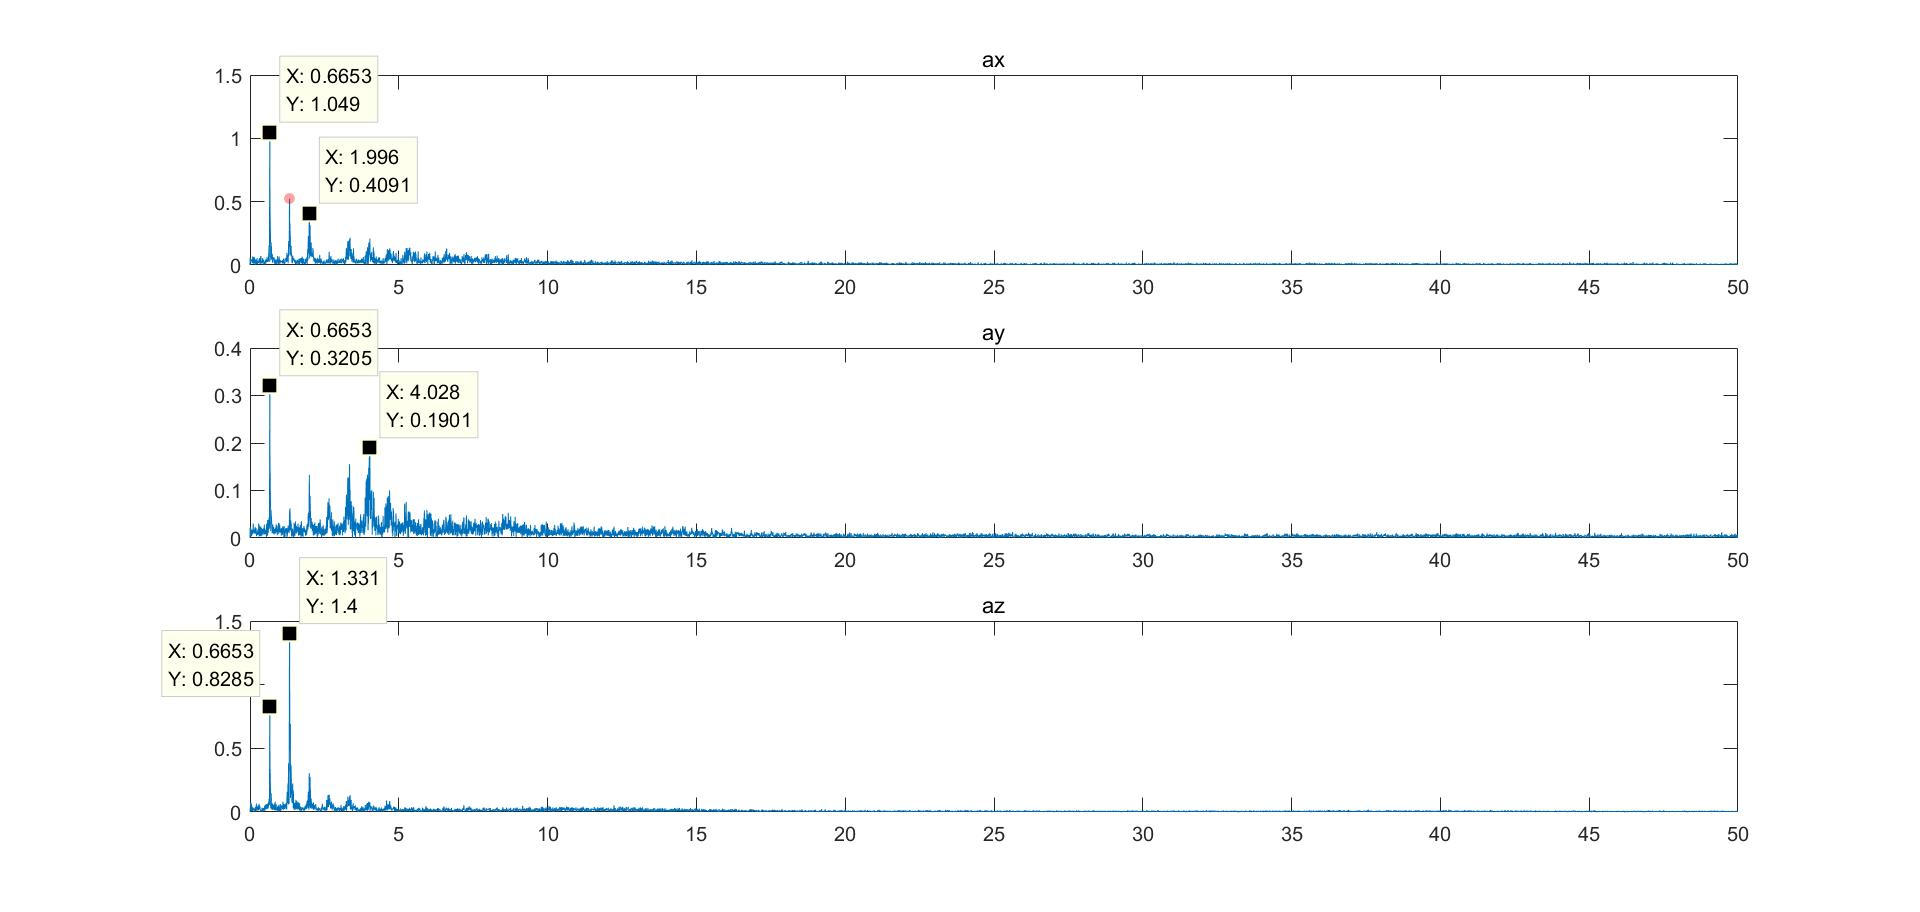 ax
X: 0.6653
Y: 1.049
X: 1.996
Y: 0.4091
1.5
1
0.5
0
0 5 10 15 20 25 30 35 40 45 50
ay
X: 0.6653
Y: 0.3205
X: 4.028
Y: 0.1901
0.4
0.3
0.2
0.1
0
0 5 10 15 20 25 30 35 40 45 50
az
X: 1.331
Y: 1.4
X: 0.6653
Y: 0.8285
1.5
0.5
0
0 5 10 15 20 25 30 35 40 45 50